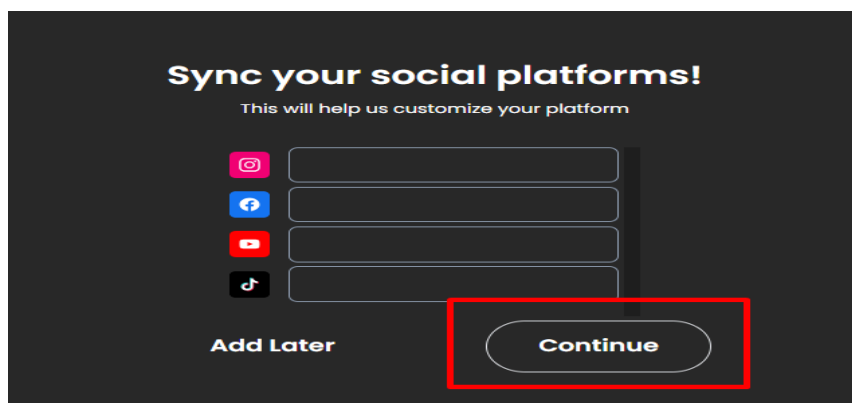 Sync your social platforms!
This will help us customize your platform
Add Later
Continue